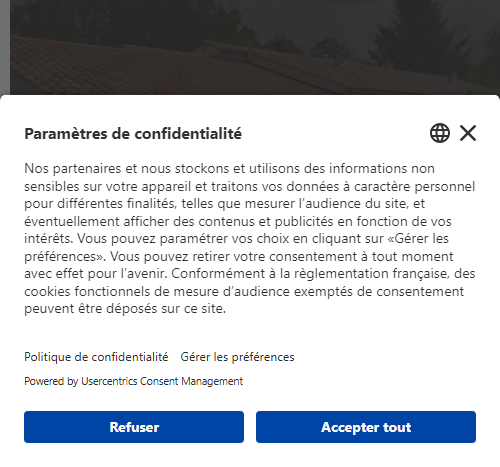 Paramètres de confidentialité
Nos partenaires et nous stockons et utilisons des informations non
sensibles sur votre appareil et traitons vos données à caractère personnel
pour différentes finalités, telles que mesurer l’audience du site, et
éventuellement afficher des contenus et publicités en fonction de vos
intérêts. Vous pouvez paramétrer vos choix en cliquant sur «Gérer les
préférences». Vous pouvez retirer votre consentement à tout moment
avec effet pour l’avenir. Conformément à la règlementation française, des
cookies fonctionnels de mesure d’audience exemptés de consentement
peuvent être déposés sur ce site.
Politique de confidentialité Gérer les préférences
Powered by Usercentrics Consent Management
Refuser Accepter tout